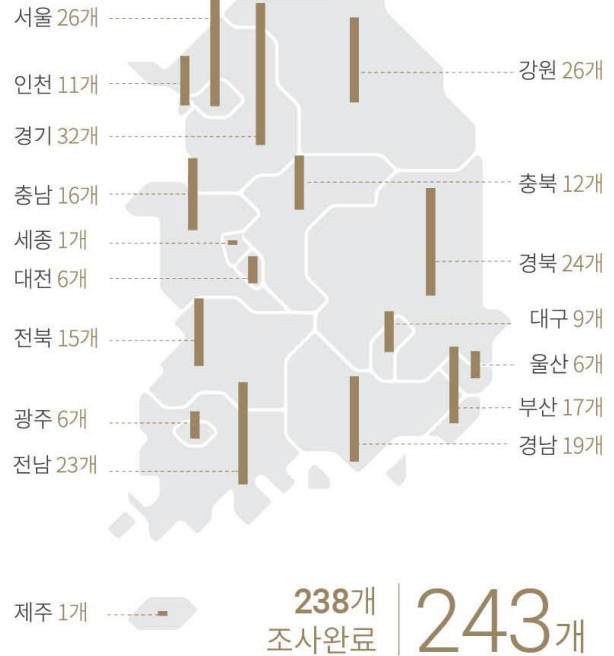 서울 26개
인천 11개
경기 32개
충남 16개
세종 1개
대전 6개
전북 15개
광주 6개
전남 23개
제주 1개
강원 26개
충북 12개
경북 24개
대구 9개
울산 6개
부산 17개
경남 19개
238개
조사완료
243개